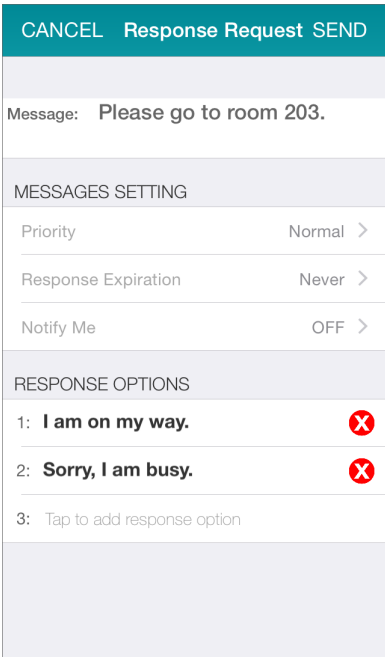 CANCEL Response Request SEND
Message: Please go to room 203.
MESSAGES SETTING
Priority Normal
Response Expiration Never
Notify Me OFF
RESPONSE OPTIONS
1: I am on my way. X
2: Sorry, I am busy. X
3: Tap to add response option